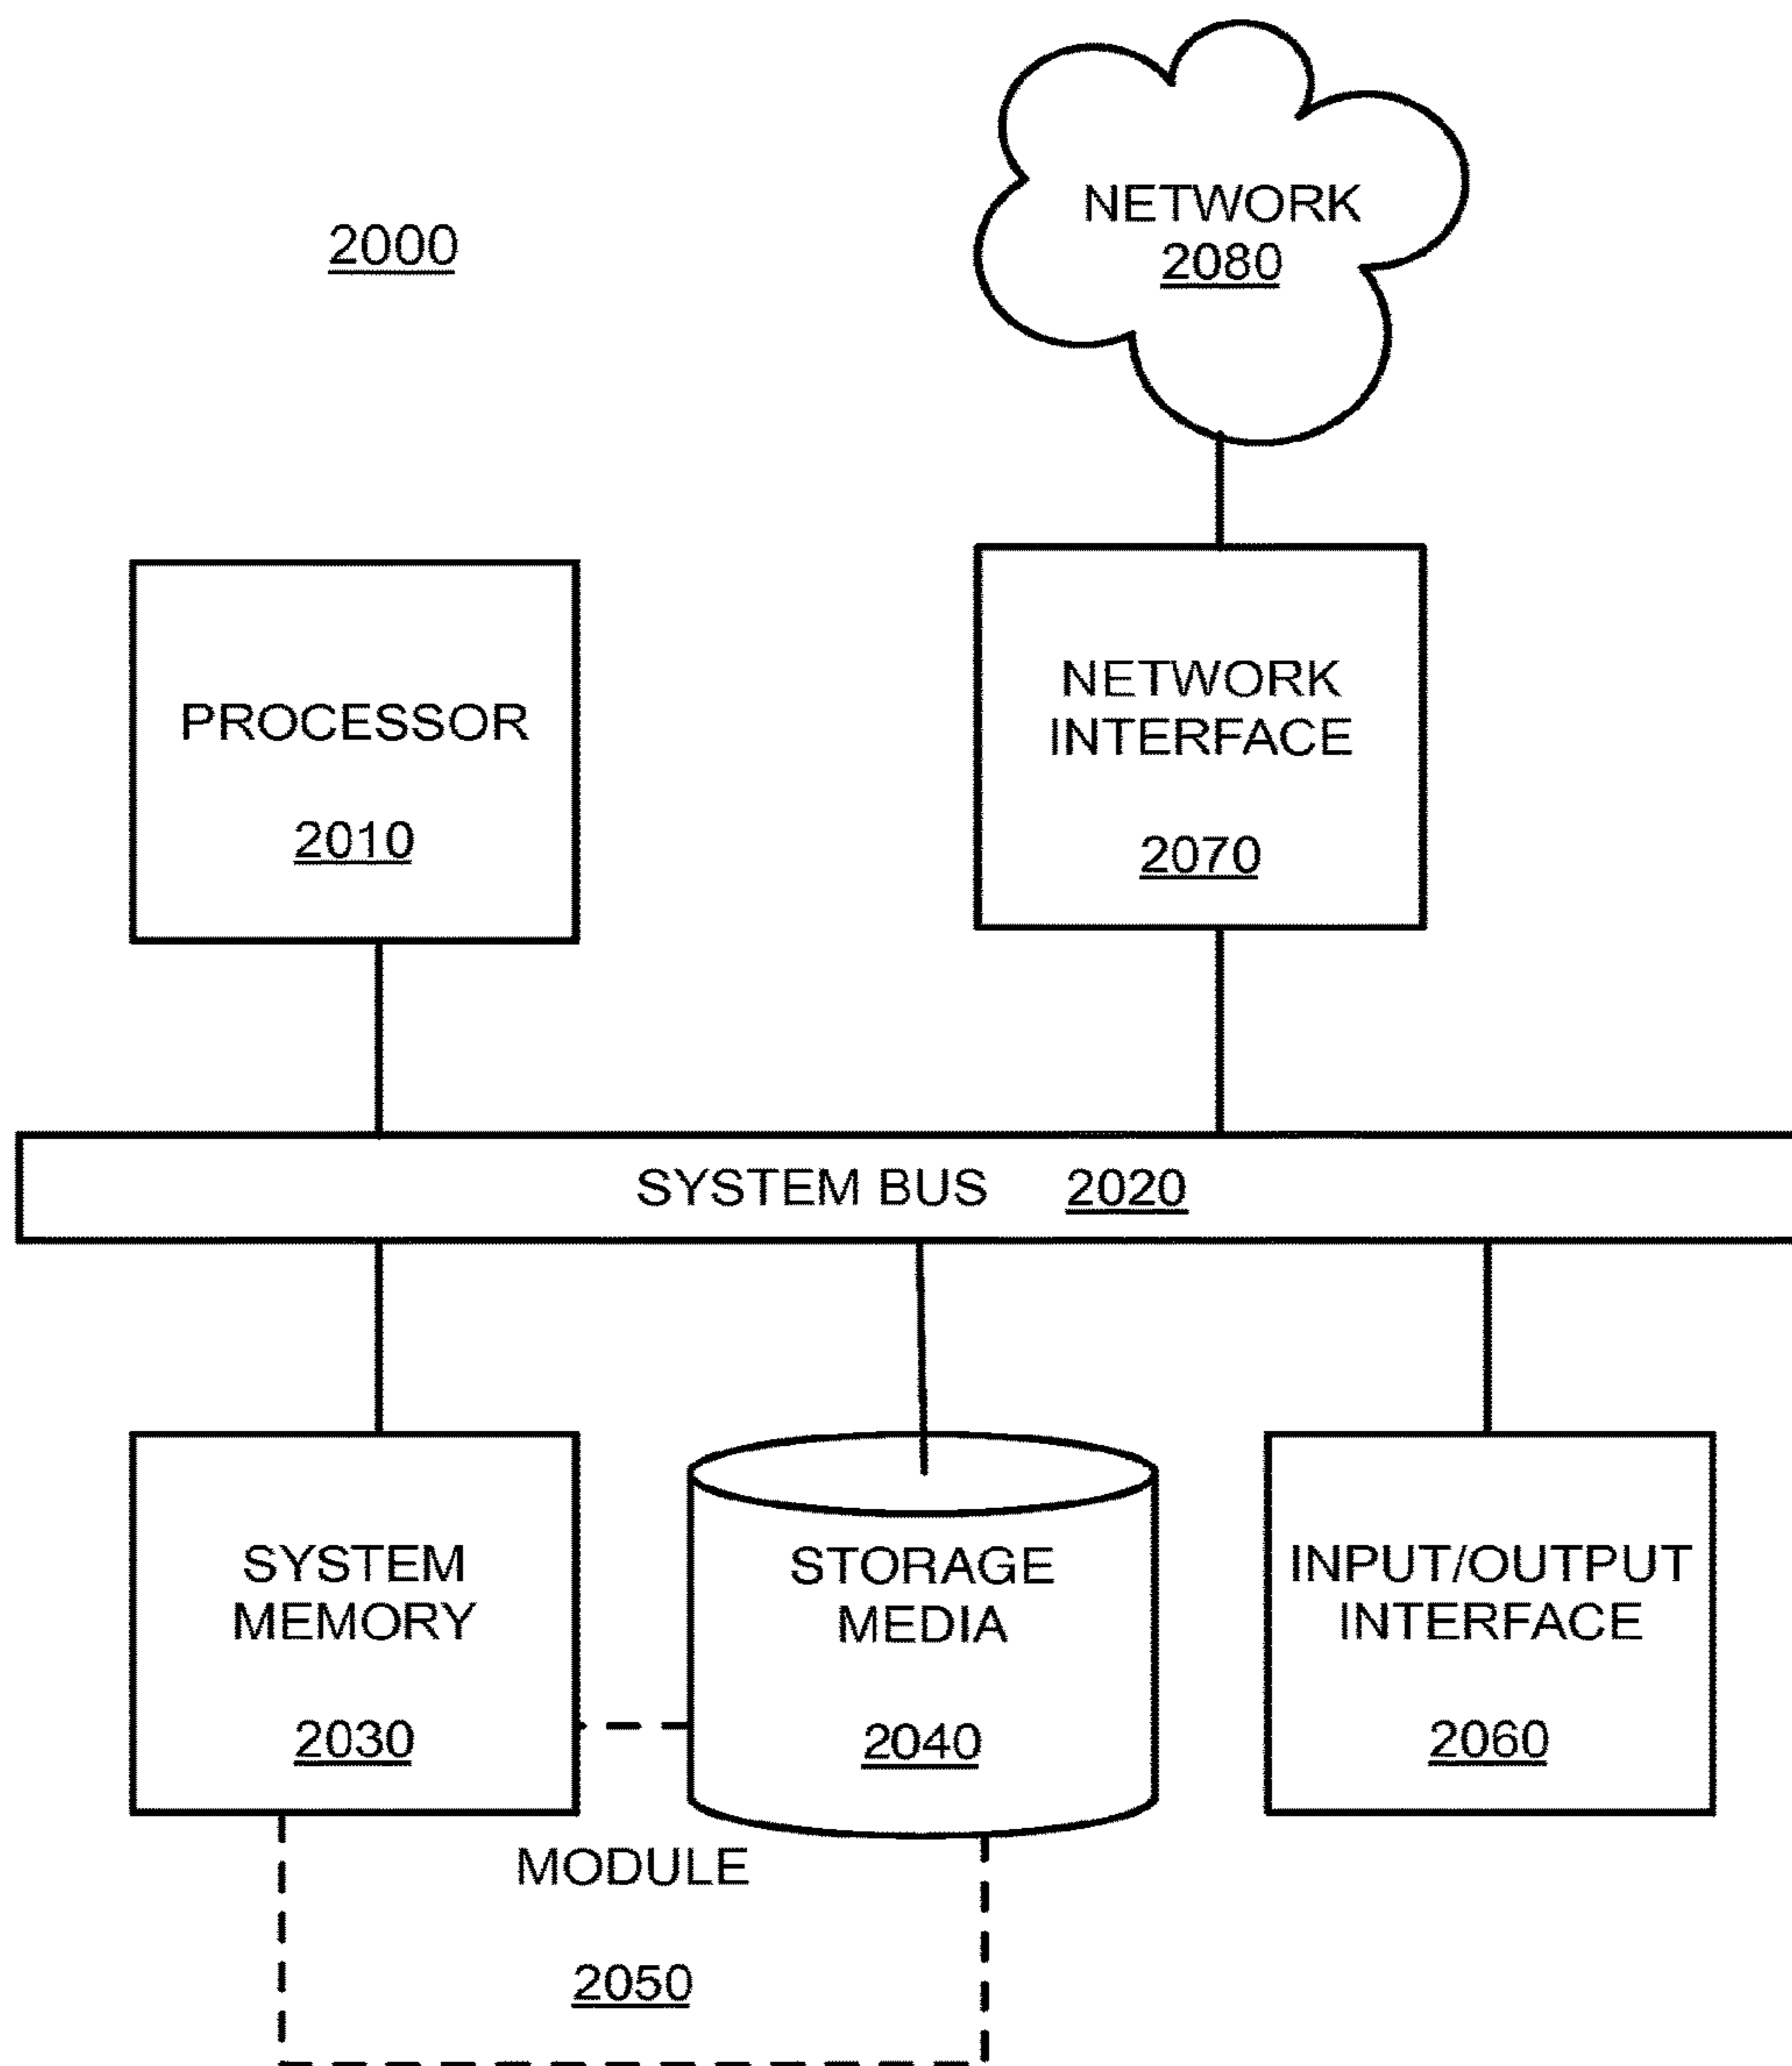 2000
NETWORK
2080
PROCESSOR
2010
NETWORK
INTERFACE
2070
SYSTEM BUS 2020
SYSTEM
MEMORY
2030
STORAGE
MEDIA
2040
INPUT/OUTPUT
INTERFACE
2060
MODULE
2050